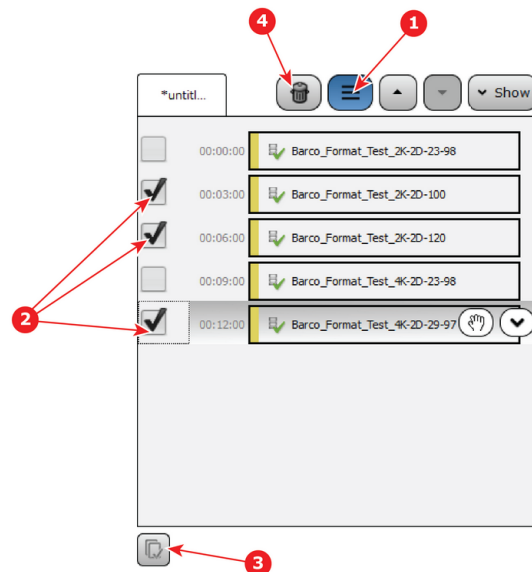 4
1
*untitl...
Show
00:00:00 Barco_Format_Test_2K-2D-23-98
00:03:00 Barco_Format_Test_2K-2D-100
00:06:00 Barco_Format_Test_2K-2D-120
00:09:00 Barco_Format_Test_4K-2D-23-98
2
00:12:00 Barco_Format_Test_4K-2D-29-97
3